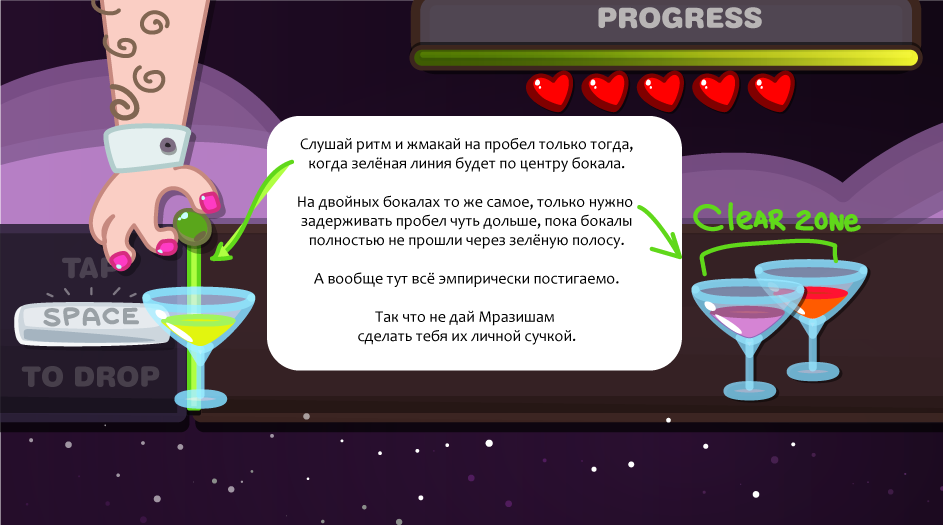 PROGRESS
Слушай ритм и жмакай на пробел только тогда,
когда зелёная линия будет по центру бокала.
На двойных бокалах то же самое, только нужно
задерживать пробел чуть дольше, пока бокалы
полностью не прошли через зелёную полосу.
А вообще тут всё эмпирически постигаемо.
Так что не дай Мразишам
сделать тебя их личной сучкой.
Clear zone
TAP
SPACE
TO DROP